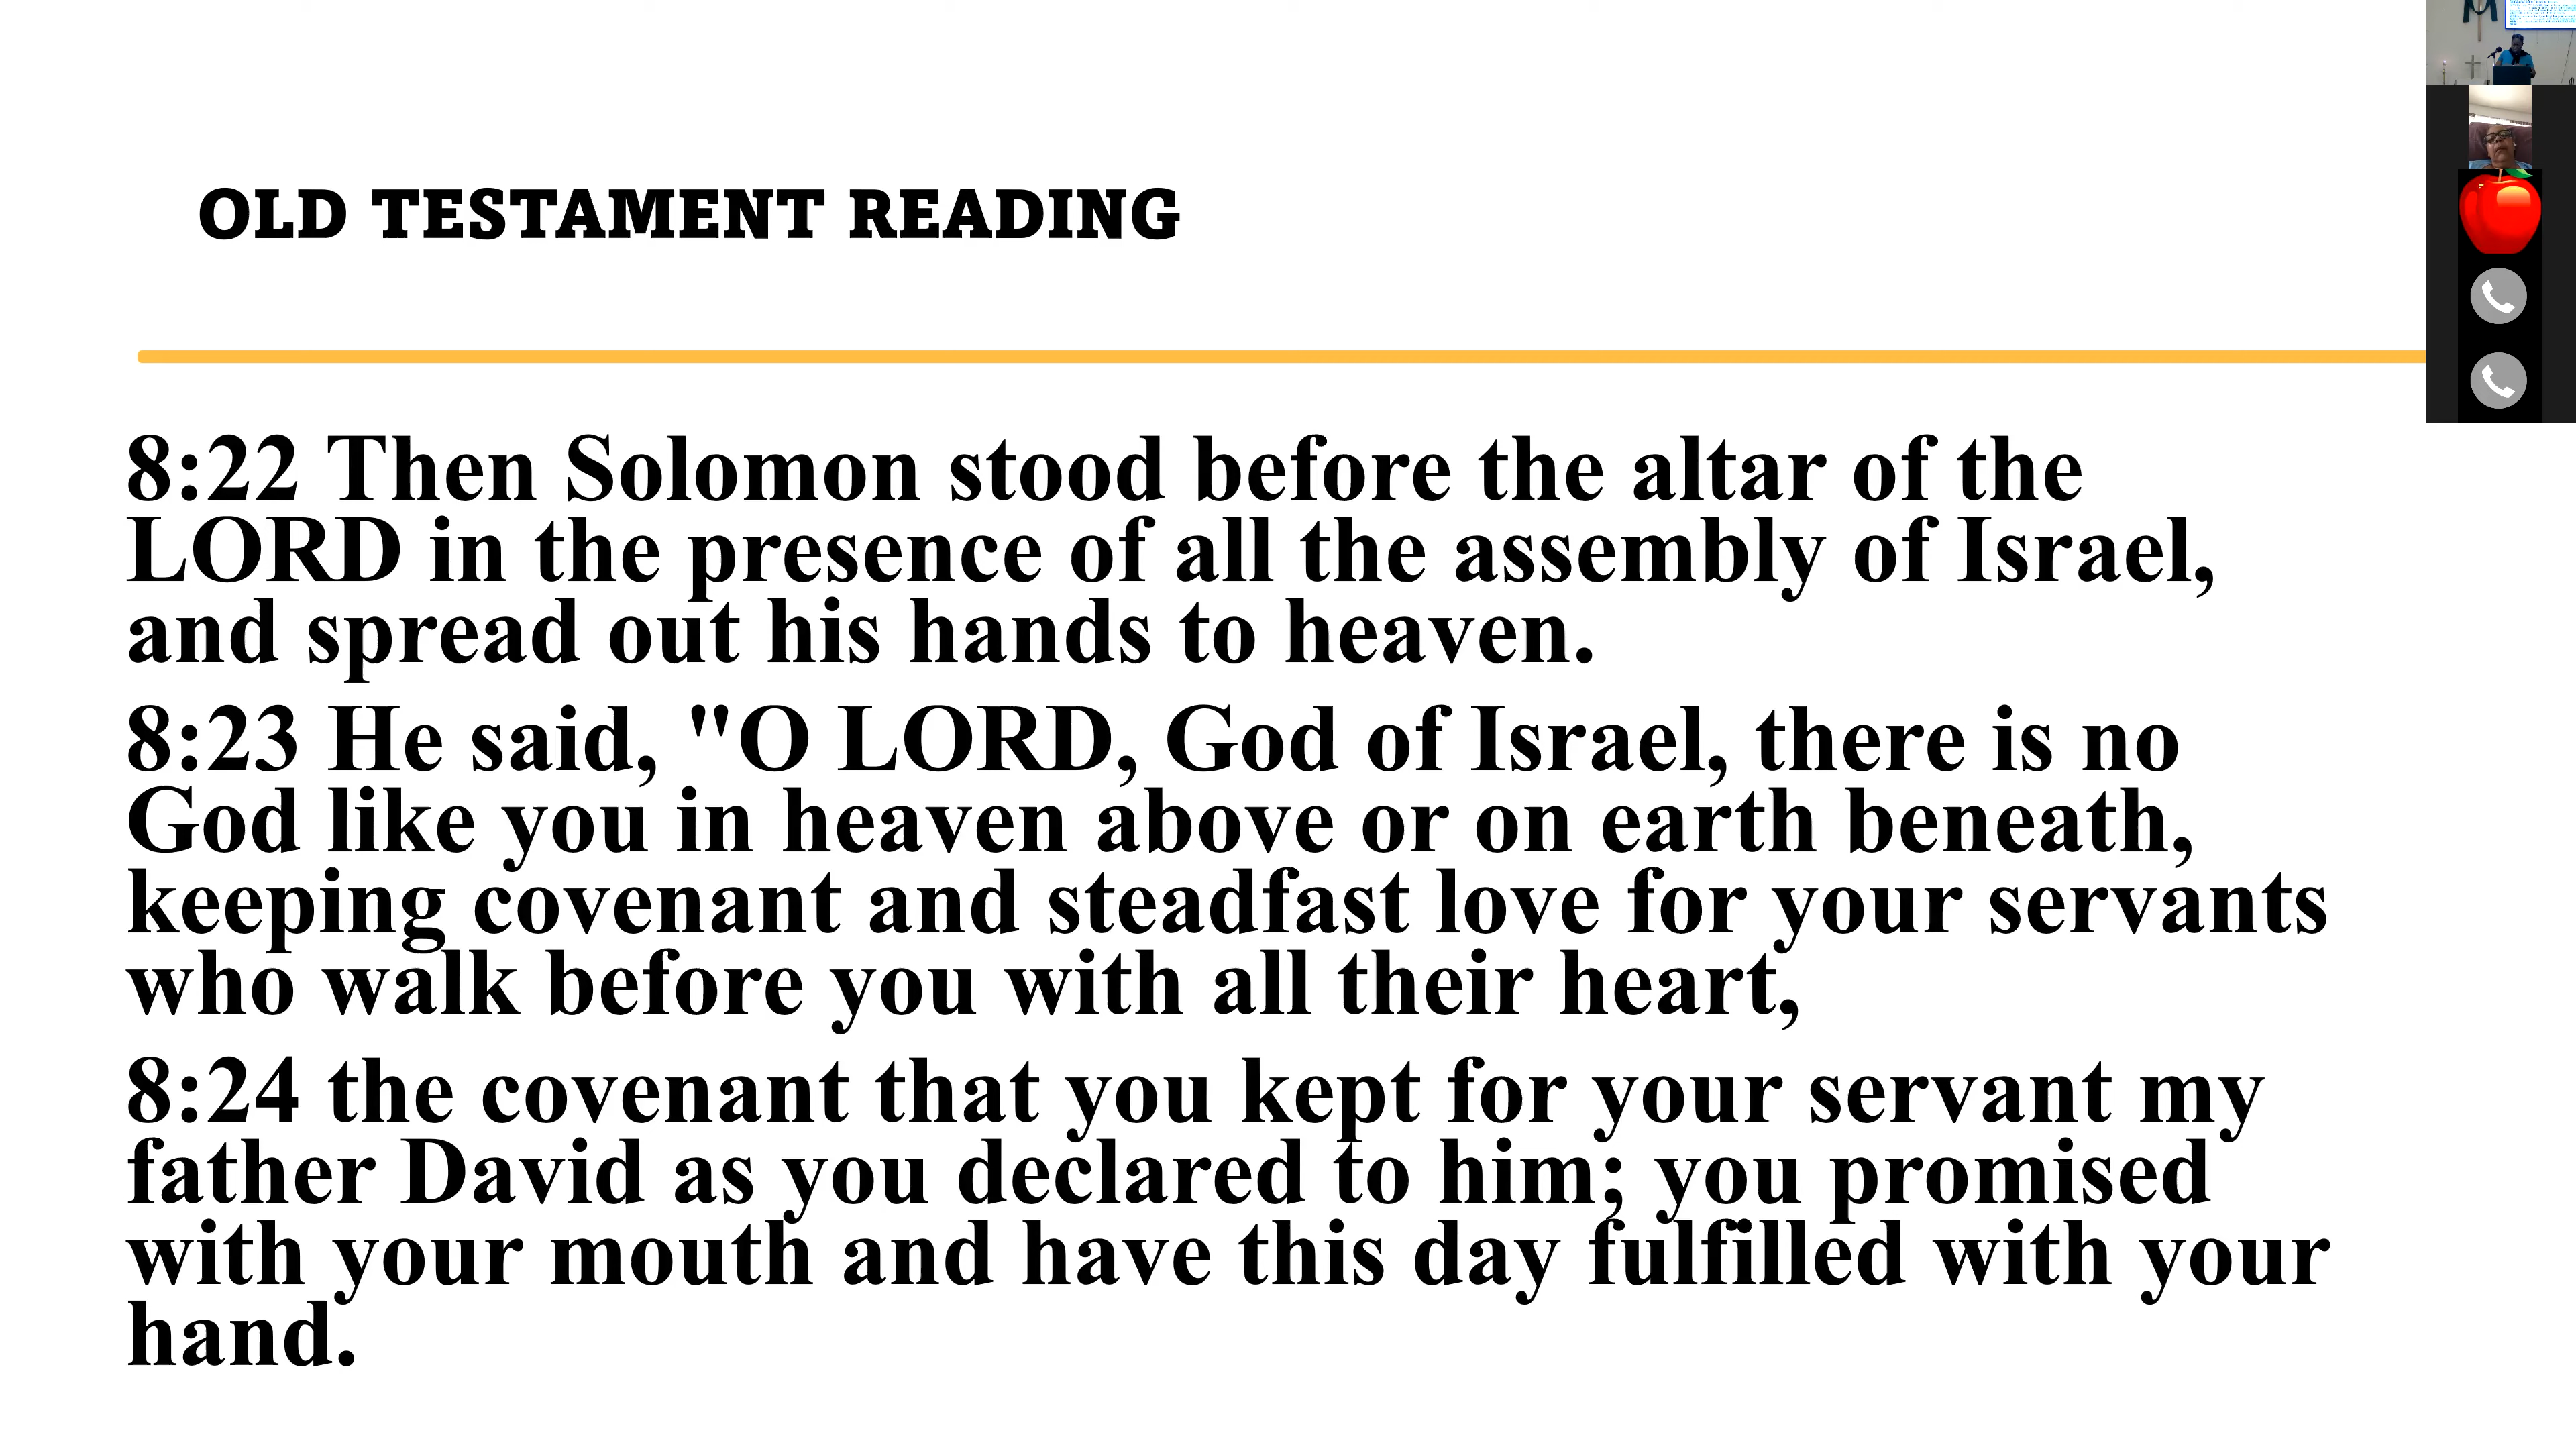 OLD TESTAMENT READING
8:22 Then Solomon stood before the altar of the
LORD in the presence of all the assembly of Israel,
and spread out his hands to heaven.
8:23 He said, "O LORD, God of Israel, there is no
God like you in heaven above or on earth beneath,
keeping covenant and steadfast love for your servants
who walk before you with all their heart,
8:24 the covenant that you kept for your servant my
father David as you declared to him; you promised
with your mouth and have this day fulfilled with your
hand.